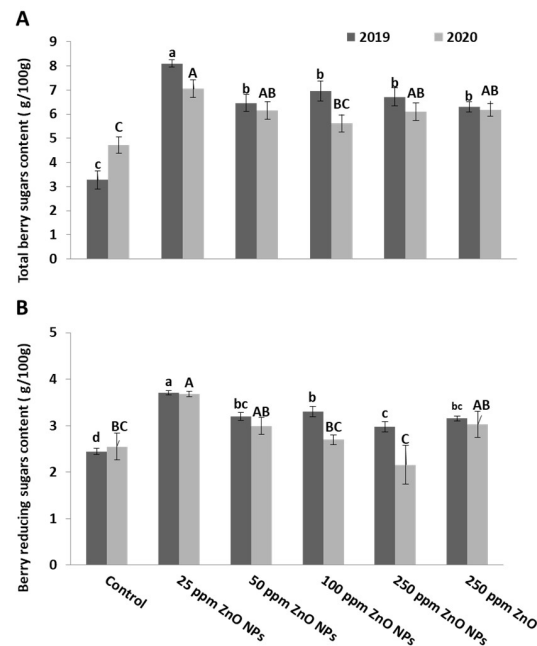 A
2019 2020
Total berry sugars content ( g/100g)
9
8
7
6
5
4
3
2
1
0
c C a A b AB b BC b AB b AB
B
Berry reducing sugars content ( g/100g)
5
4
3
2
1
0
d BC a A bc AB b BC c C bc AB
Control
25 ppm ZnO NPs
50 ppm ZnO NPs
100 ppm ZnO NPs
250 ppm ZnO NPs
250 ppm ZnO